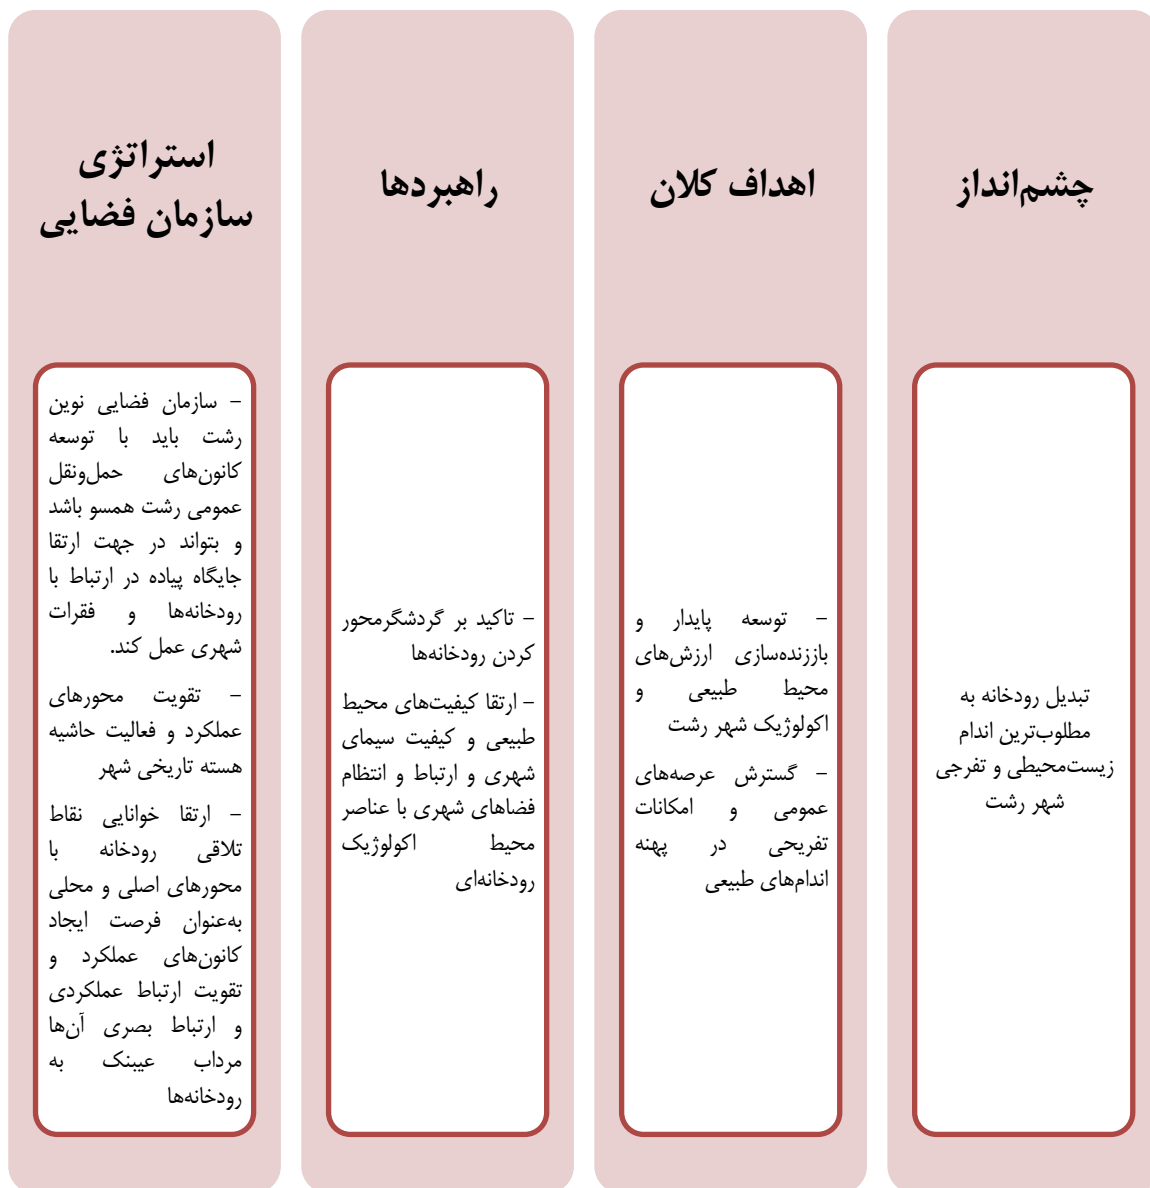 چشم‌انداز
تبدیل رودخانه به
مطلوب‌ترین اندام
زیست‌محیطی و تفرجی
شهر رشت
اهداف کلان
- توسعه پایدار و
باززنده‌سازی ارزش‌های
محیط طبیعی و
اکولوژیک شهر رشت
- گسترش عرصه‌های
عمومی و امکانات
تفریحی در پهنه
اندام‌های طبیعی
راهبردها
- تاکید بر گردشگرمحور
کردن رودخانه‌ها
- ارتقا کیفیت‌های محیط
طبیعی و کیفیت سیمای
شهری و ارتباط و انتظام
فضاهای شهری با عناصر
محیط اکولوژیک
رودخانه‌ای
استراتژی
سازمان فضایی
- سازمان فضایی نوین
رشت باید با توسعه
کانون‌های حمل‌ونقل
عمومی رشت همسو باشد
و بتواند در جهت ارتقا
جایگاه پیاده در ارتباط با
رودخانه‌ها و فقرات
شهری عمل کند.
- تقویت محورهای
عملکرد و فعالیت حاشیه
هسته تاریخی شهر
- ارتقا خوانایی نقاط
تلاقی رودخانه با
محورهای اصلی و محلی
به‌عنوان فرصت ایجاد
کانون‌های عملکرد و
تقویت ارتباط عملکردی
و ارتباط بصری آن‌ها
مرداب عیبنک به
رودخانه‌ها